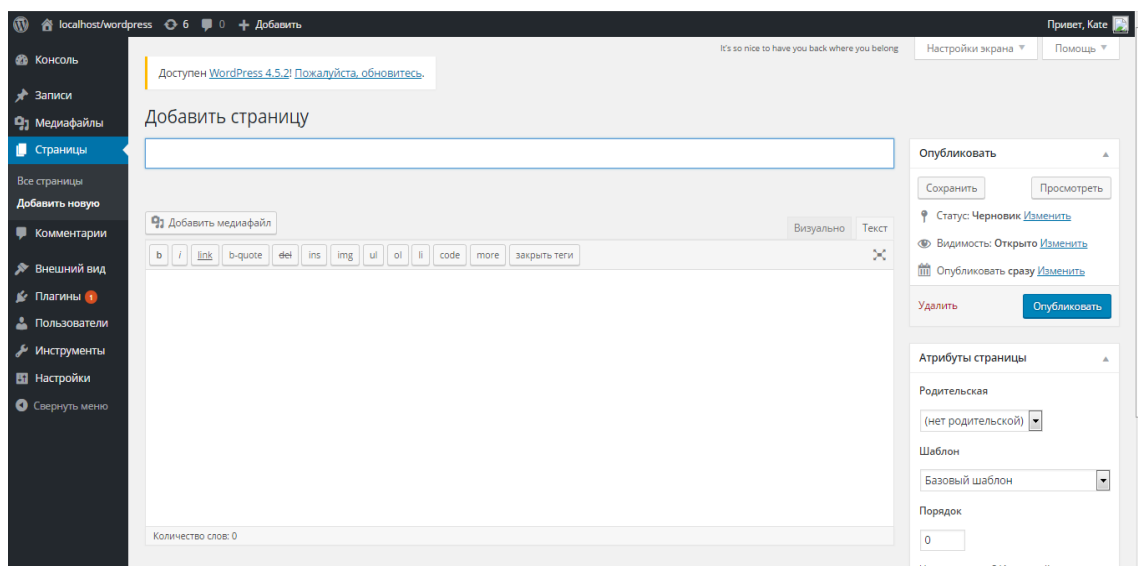 localhost/wordpress 6 0 + Добавить Привет, Kate
Консоль
Записи
Медиафайлы
Страницы
Все страницы
Добавить новую
Комментарии
Внешний вид
Плагины 1
Пользователи
Инструменты
Настройки
Свернуть меню
It's so nice to have you back where you belong
Настройки экрана
Помощь
Доступен WordPress 4.5.2! Пожалуйста, обновитесь.
Добавить страницу
Добавить медиафайл
Визуально Текст
b i link b-quote del ins img ul ol li code more закрыть теги
Количество слов: 0
Опубликовать
Сохранить Просмотреть
Статус: Черновик Изменить
Видимость: Открыто Изменить
Опубликовать сразу Изменить
Удалить Опубликовать
Атрибуты страницы
Родительская
(нет родительской)
Шаблон
Базовый шаблон
Порядок
0